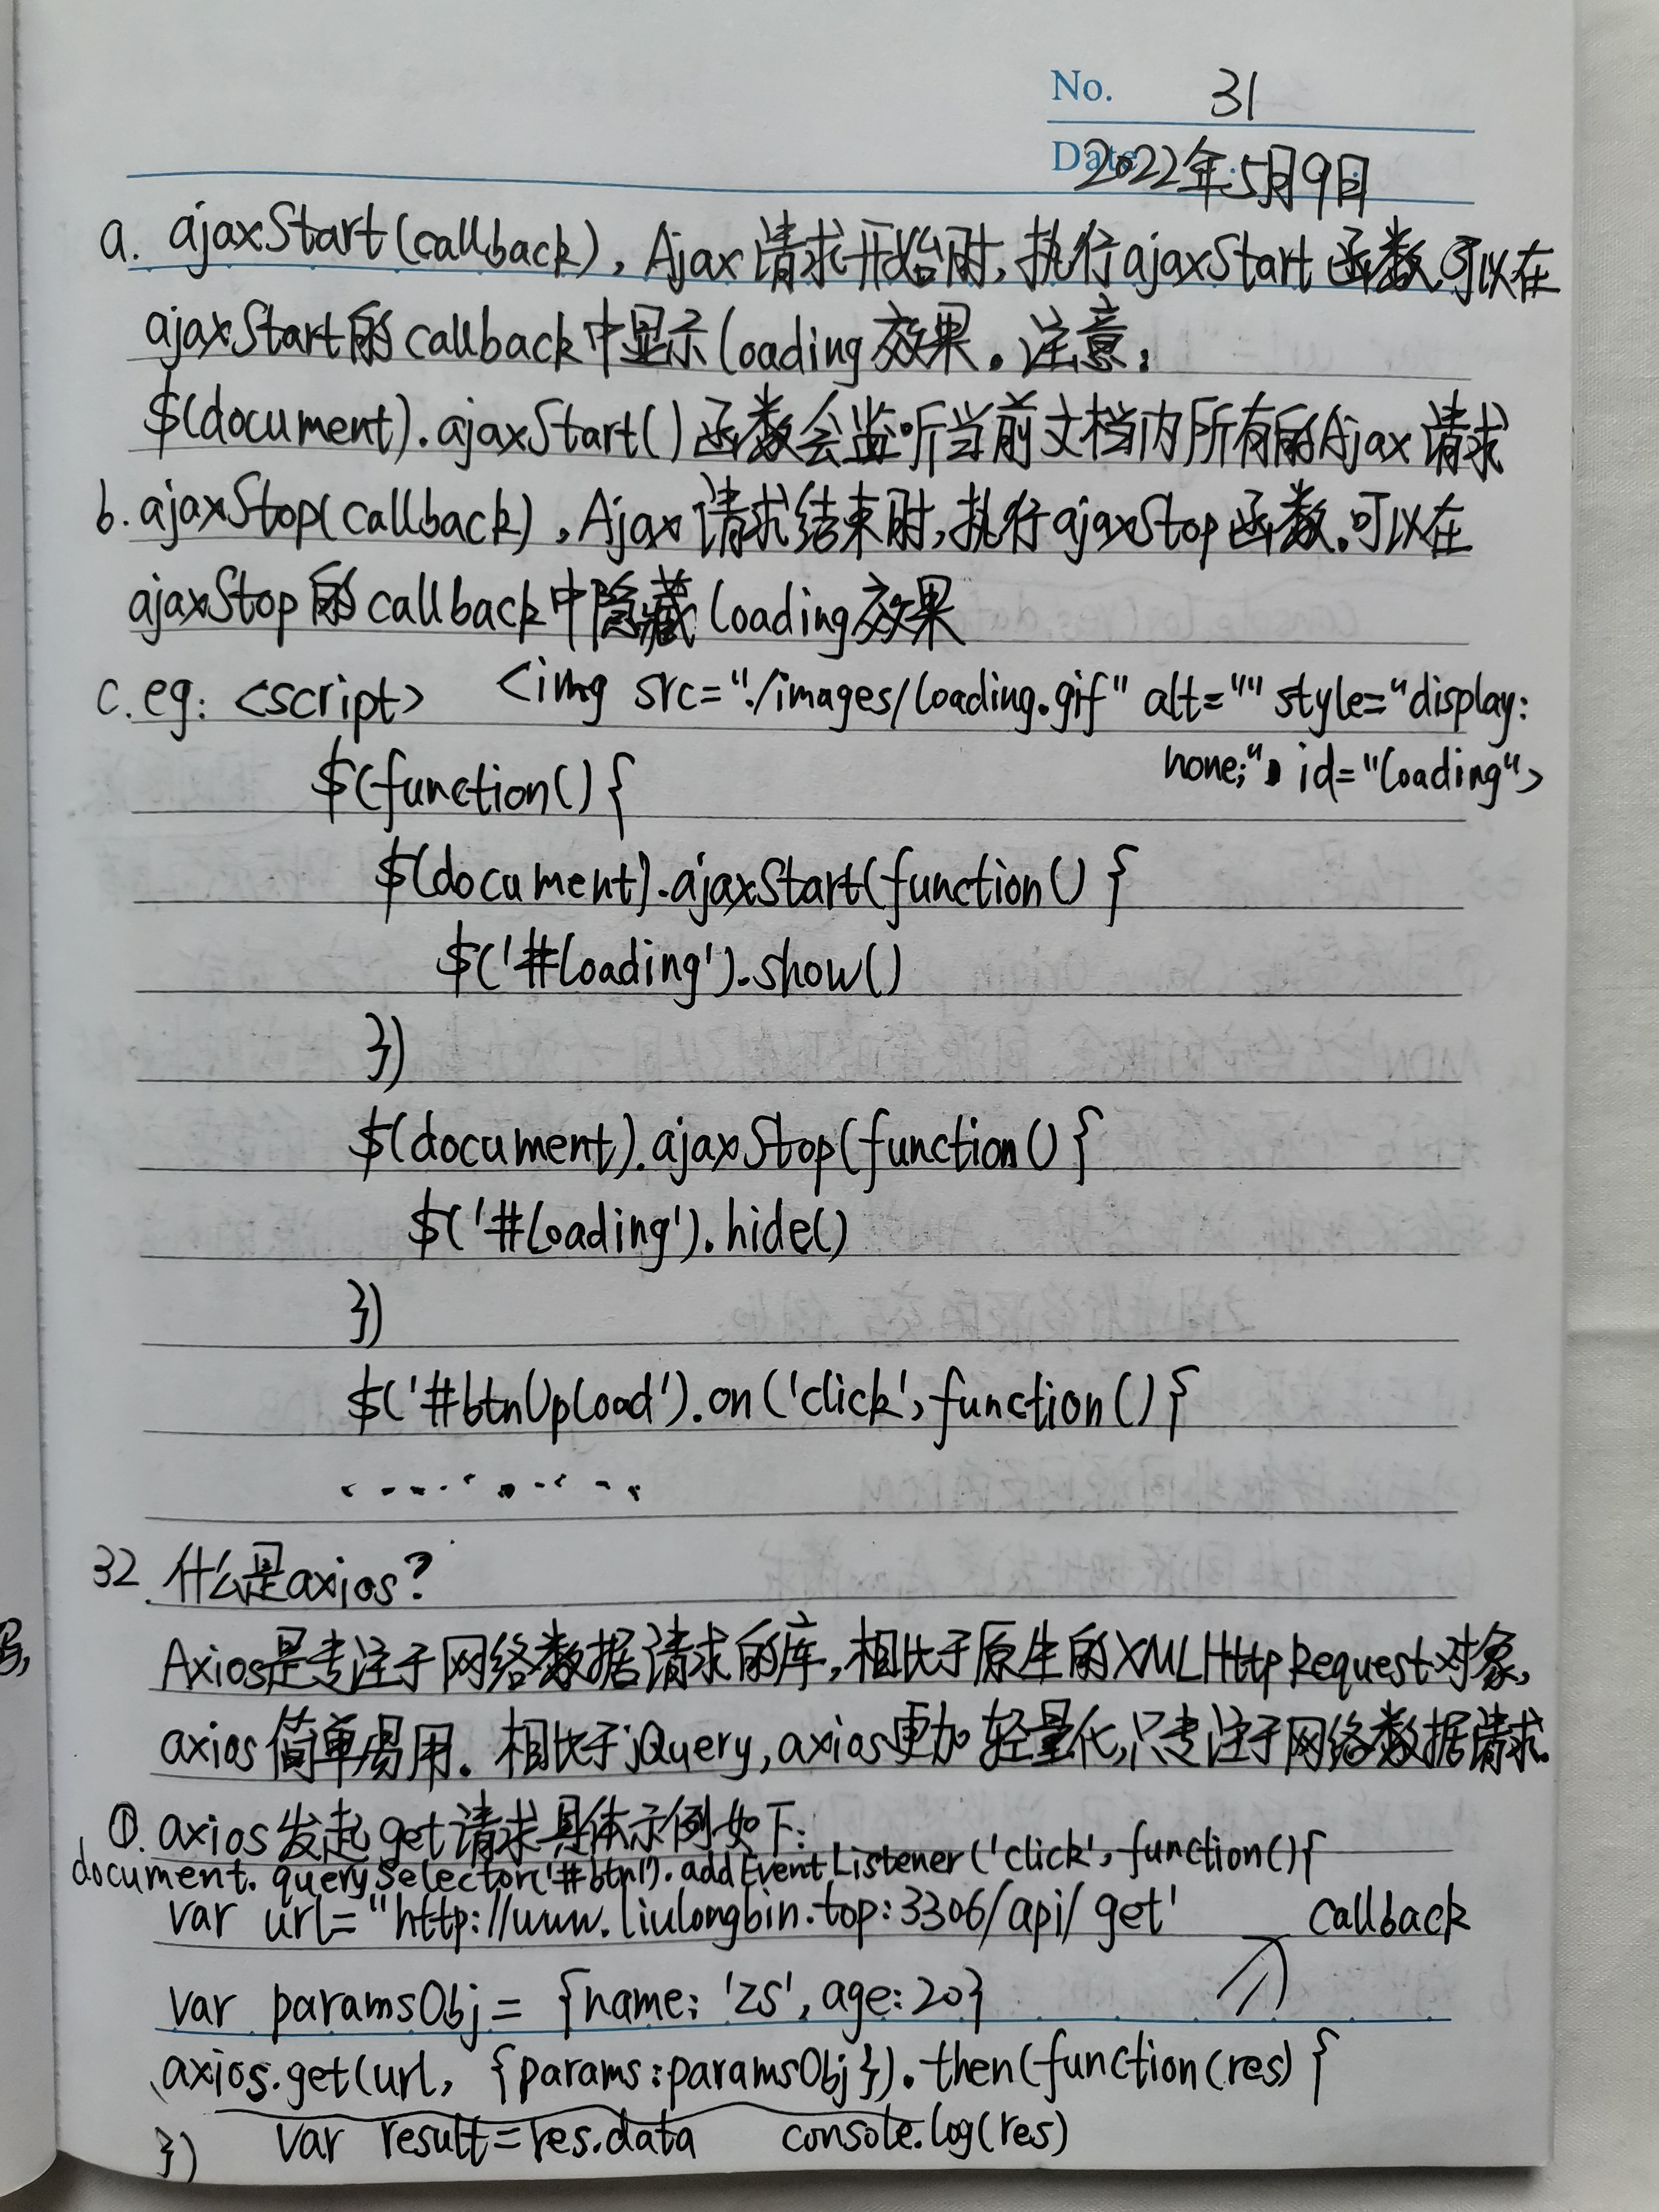 No. 31
Date 2022年5月9日
a. ajaxStart(callback),Ajax请求开始时,执行ajaxStart函数,可以在
ajaxStart的callback中显示loading效果。注意:
$(document).ajaxStart()函数会监听当前文档内所有的Ajax请求
b. ajaxStop(callback),Ajax请求结束时,执行ajaxStop函数.可以在
ajaxStop的callback中隐藏loading效果
c. eg: <script> <img src="./images/loading.gif" alt="" style="display:
none;" id="loading">
$(function(){
$(document).ajaxStart(function(){
$('#loading').show()
})
$(document).ajaxStop(function(){
$('#loading').hide()
})
$('#btnUpload').on('click',function(){
.........
32.什么是axios?
Axios是专注于网络数据请求的库,相比于原生的XMLHttpRequest对象,
axios简单易用。相比于jQuery,axios更加轻量化,只专注于网络数据请求.
①.axios发起get请求具体示例如下:
document.querySelector('#btn1').addEventListener('click',function(){
var url="http://www.liulongbin.top:3306/api/get' callback
var paramsObj={name:'zs',age:20}
axios.get(url, {params:paramsObj}).then(function(res){
}) var result=res.data console.log(res)